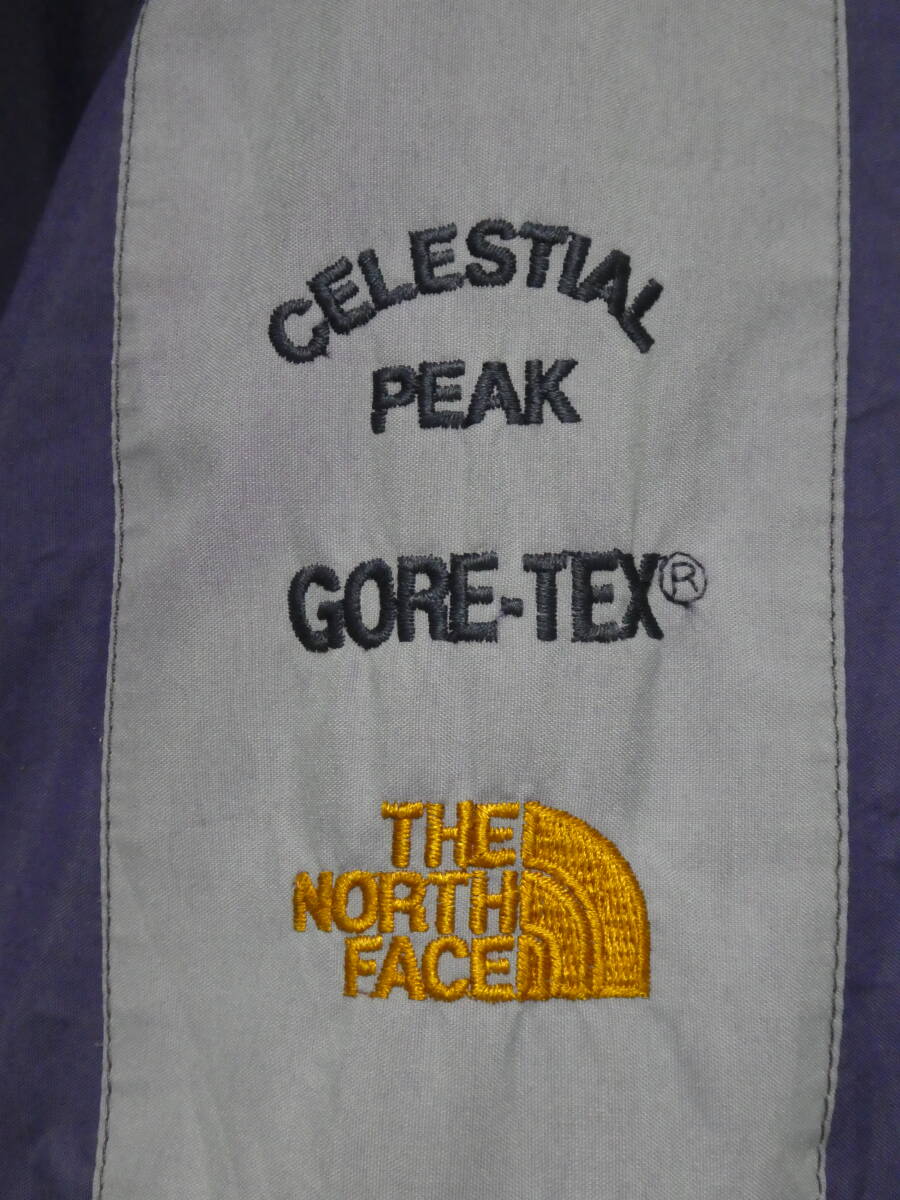 CELESTIAL
PEAK
GORE-TEX®
THE
NORTH
FACE